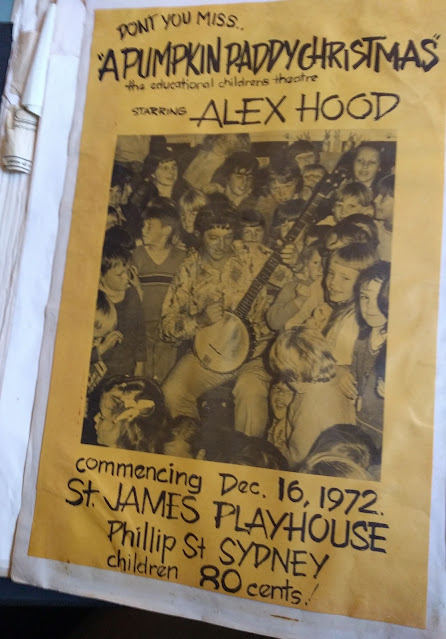 DONT YOU MISS..
"A PUMPKIN PADDY CHRISTMAS"
the educational childrens theatre
STARRING ALEX HOOD
commencing Dec. 16, 1972.
St. JAMES PLAYHOUSE
Phillip St SYDNEY
children 80 cents!